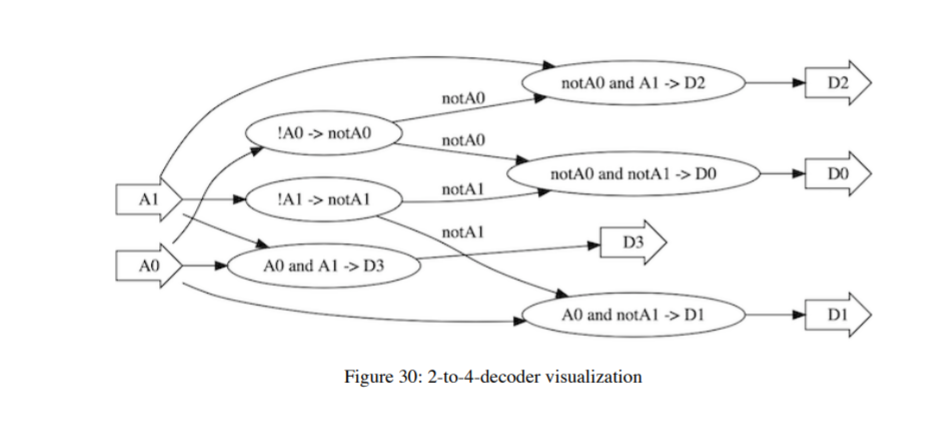 notA0 and A1 -> D2
D2
notA0
!A0 -> notA0
notA0
notA0 and notA1 -> D0
D0
A1
!A1 -> notA1
notA1
notA1
D3
A0
A0 and A1 -> D3
A0 and notA1 -> D1
D1
Figure 30: 2-to-4-decoder visualization